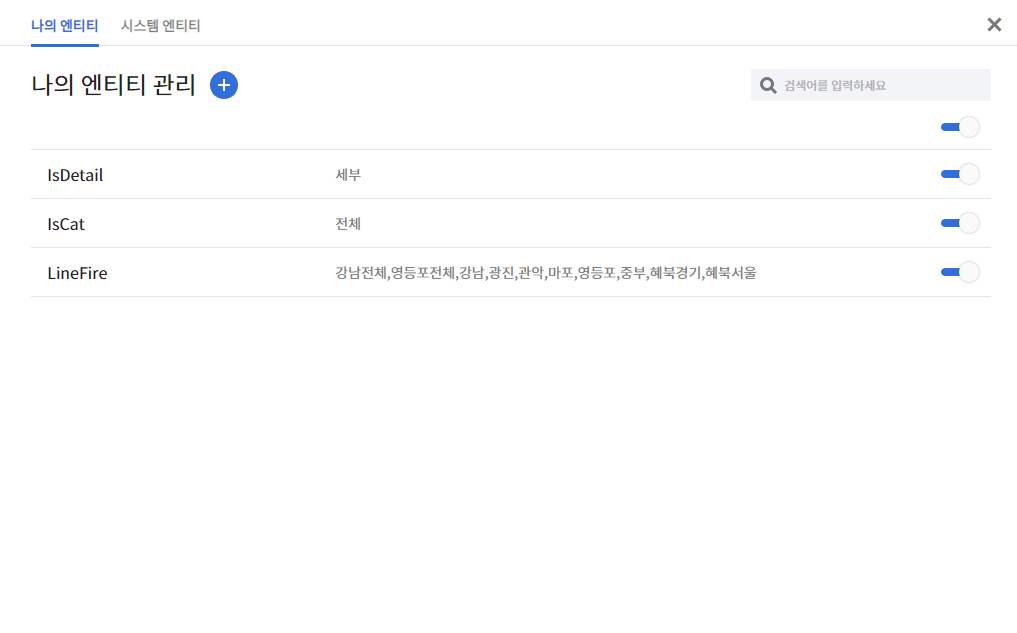 나의 엔티티 시스템 엔티티
나의 엔티티 관리
검색어를 입력하세요
IsDetail 세부
IsCat 전체
LineFire 강남전체,영등포전체,강남,광진,관악,마포,영등포,중부,혜북경기,혜북서울